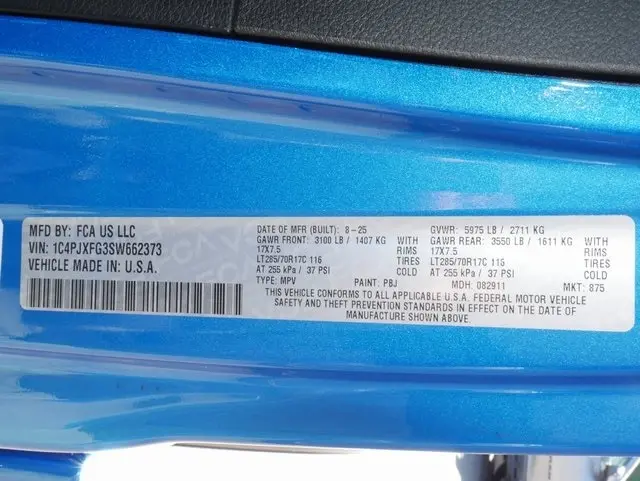 MFD BY: FCA US LLC
VIN: 1C4PJXFG3SW662373
VEHICLE MADE IN: U.S.A.
DATE OF MFR (BUILT): 8-25
GAWR FRONT: 3100 LB / 1407 KG WITH
17X7.5 RIMS
LT285/70R17C 116 TIRES
AT 255 kPa / 37 PSI COLD
TYPE: MPV PAINT: PBJ
GVWR: 5975 LB / 2711 KG
GAWR REAR: 3550 LB / 1611 KG WITH
17X7.5 RIMS
LT285/70R17C 116 TIRES
AT 255 kPa / 37 PSI COLD
MDH: 082911 MKT: 875
THIS VEHICLE CONFORMS TO ALL APPLICABLE U.S.A. FEDERAL MOTOR VEHICLE
SAFETY AND THEFT PREVENTION STANDARDS IN EFFECT ON THE DATE OF
MANUFACTURE SHOWN ABOVE.